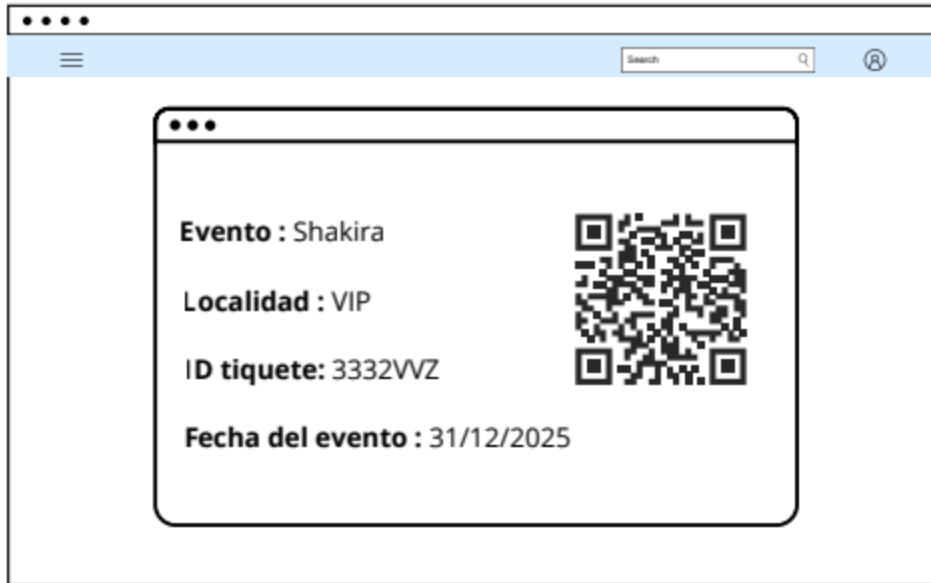 Search
Evento : Shakira
Localidad : VIP
ID tiquete: 3332VVZ
Fecha del evento : 31/12/2025